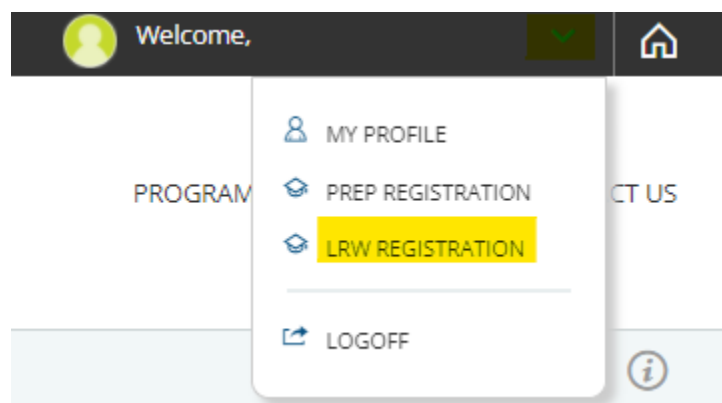 Welcome,
MY PROFILE
PROGRAM
PREP REGISTRATION
CT US
LRW REGISTRATION
LOGOFF
i